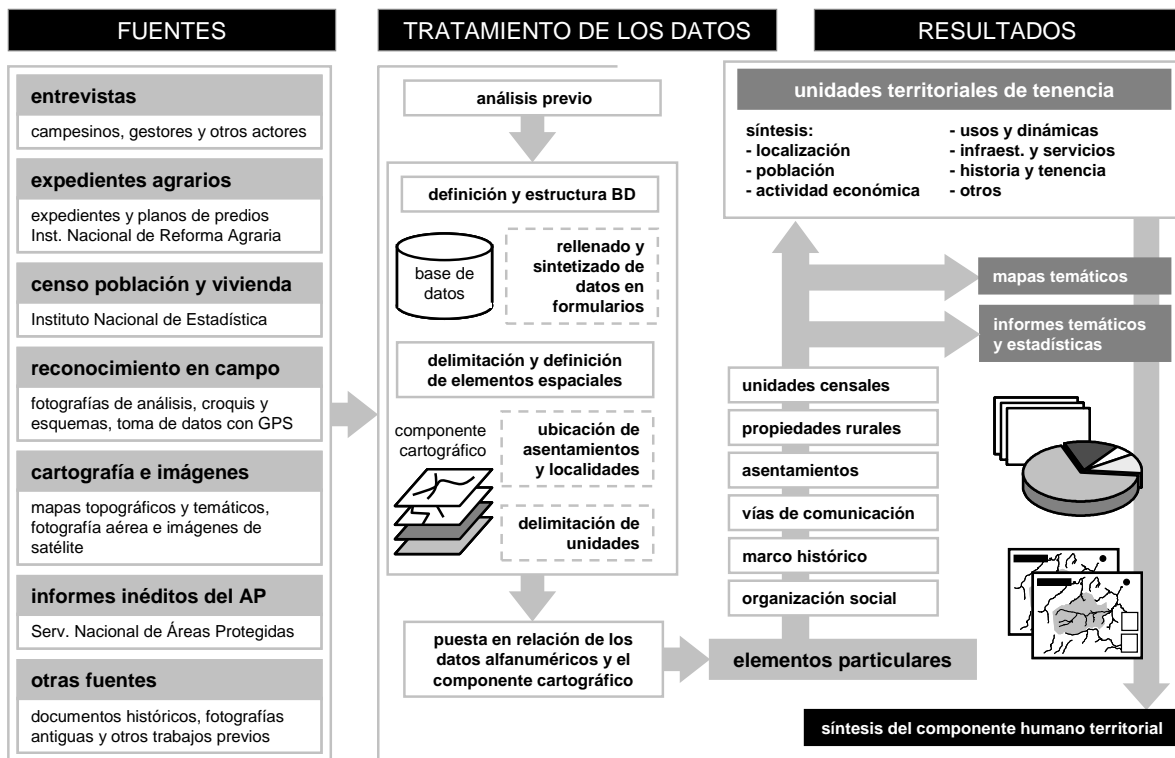 FUENTES
entrevistas
campesinos, gestores y otros actores
expedientes agrarios
expedientes y planos de predios
Inst. Nacional de Reforma Agraria
censo población y vivienda
Instituto Nacional de Estadística
reconocimiento en campo
fotografías de análisis, croquis y
esquemas, toma de datos con GPS
cartografía e imágenes
mapas topográficos y temáticos,
fotografía aérea e imágenes de
satélite
informes inéditos del AP
Serv. Nacional de Áreas Protegidas
otras fuentes
documentos históricos, fotografías
antiguas y otros trabajos previos
TRATAMIENTO DE LOS DATOS
análisis previo
definición y estructura BD
base de
datos
rellenado y
sintetizado de
datos en
formularios
delimitación y definición
de elementos espaciales
componente
cartográfico
ubicación de
asentamientos
y localidades
delimitación de
unidades
puesta en relación de los
datos alfanuméricos y el
componente cartográfico
RESULTADOS
unidades territoriales de tenencia
síntesis:
- localización
- población
- actividad económica
- usos y dinámicas
- infraest. y servicios
- historia y tenencia
- otros
mapas temáticos
informes temáticos
y estadísticas
unidades censales
propiedades rurales
asentamientos
vías de comunicación
marco histórico
organización social
elementos particulares
síntesis del componente humano territorial